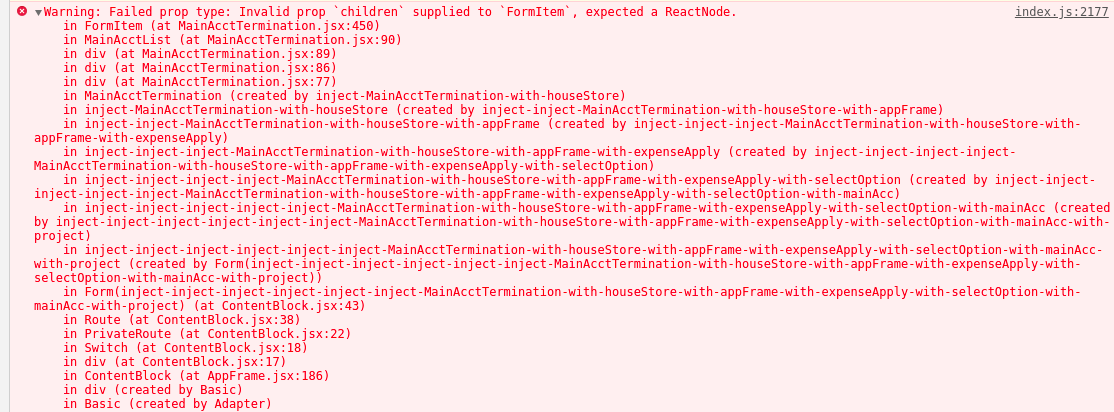 Warning: Failed prop type: Invalid prop `children` supplied to `FormItem`, expected a ReactNode. index.js:2177
in FormItem (at MainAcctTermination.jsx:450)
in MainAcctList (at MainAcctTermination.jsx:90)
in div (at MainAcctTermination.jsx:89)
in div (at MainAcctTermination.jsx:86)
in div (at MainAcctTermination.jsx:77)
in MainAcctTermination (created by inject-MainAcctTermination-with-houseStore)
in inject-MainAcctTermination-with-houseStore (created by inject-inject-MainAcctTermination-with-houseStore-with-appFrame)
in inject-inject-MainAcctTermination-with-houseStore-with-appFrame (created by inject-inject-inject-MainAcctTermination-with-houseStore-with-
appFrame-with-expenseApply)
in inject-inject-inject-MainAcctTermination-with-houseStore-with-appFrame-with-expenseApply (created by inject-inject-inject-inject-
MainAcctTermination-with-houseStore-with-appFrame-with-expenseApply-with-selectOption)
in inject-inject-inject-inject-MainAcctTermination-with-houseStore-with-appFrame-with-expenseApply-with-selectOption (created by inject-inject-
inject-inject-inject-MainAcctTermination-with-houseStore-with-appFrame-with-expenseApply-with-selectOption-with-mainAcc)
in inject-inject-inject-inject-inject-MainAcctTermination-with-houseStore-with-appFrame-with-expenseApply-with-selectOption-with-mainAcc (created
by inject-inject-inject-inject-inject-inject-MainAcctTermination-with-houseStore-with-appFrame-with-expenseApply-with-selectOption-with-mainAcc-with-
project)
in inject-inject-inject-inject-inject-inject-MainAcctTermination-with-houseStore-with-appFrame-with-expenseApply-with-selectOption-with-mainAcc-
with-project (created by Form(inject-inject-inject-inject-inject-inject-MainAcctTermination-with-houseStore-with-appFrame-with-expenseApply-with-
selectOption-with-mainAcc-with-project))
in Form(inject-inject-inject-inject-inject-inject-MainAcctTermination-with-houseStore-with-appFrame-with-expenseApply-with-selectOption-with-
mainAcc-with-project) (at ContentBlock.jsx:43)
in Route (at ContentBlock.jsx:38)
in PrivateRoute (at ContentBlock.jsx:22)
in Switch (at ContentBlock.jsx:18)
in div (at ContentBlock.jsx:17)
in ContentBlock (at AppFrame.jsx:186)
in div (created by Basic)
in Basic (created by Adapter)